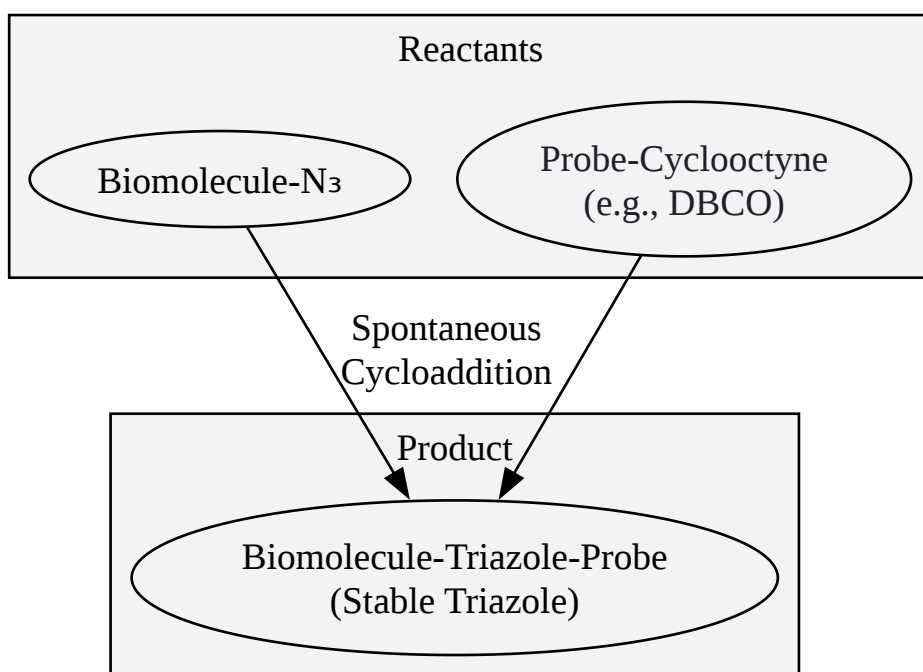 Reactants
Biomolecule-N₃
Probe-Cyclooctyne
(e.g., DBCO)
Spontaneous
Cycloaddition
Product
Biomolecule-Triazole-Probe
(Stable Triazole)